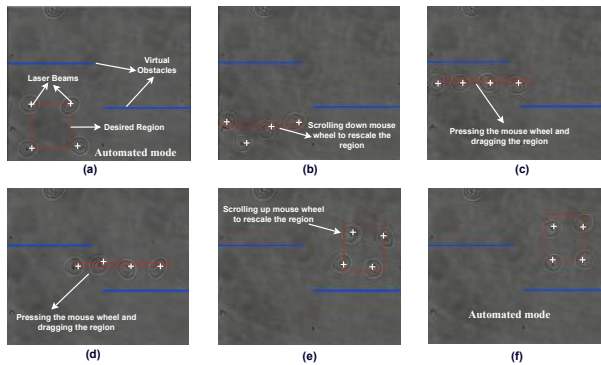 Virtual
Obstacles
Laser Beams
Desired Region
Automated mode
(a)
Scrolling down mouse
wheel to rescale the
region
(b)
Pressing the mouse wheel and
dragging the region
(c)
Pressing the mouse wheel and
dragging the region
(d)
Scrolling up mouse wheel
to rescale the region
(e)
Automated mode
(f)